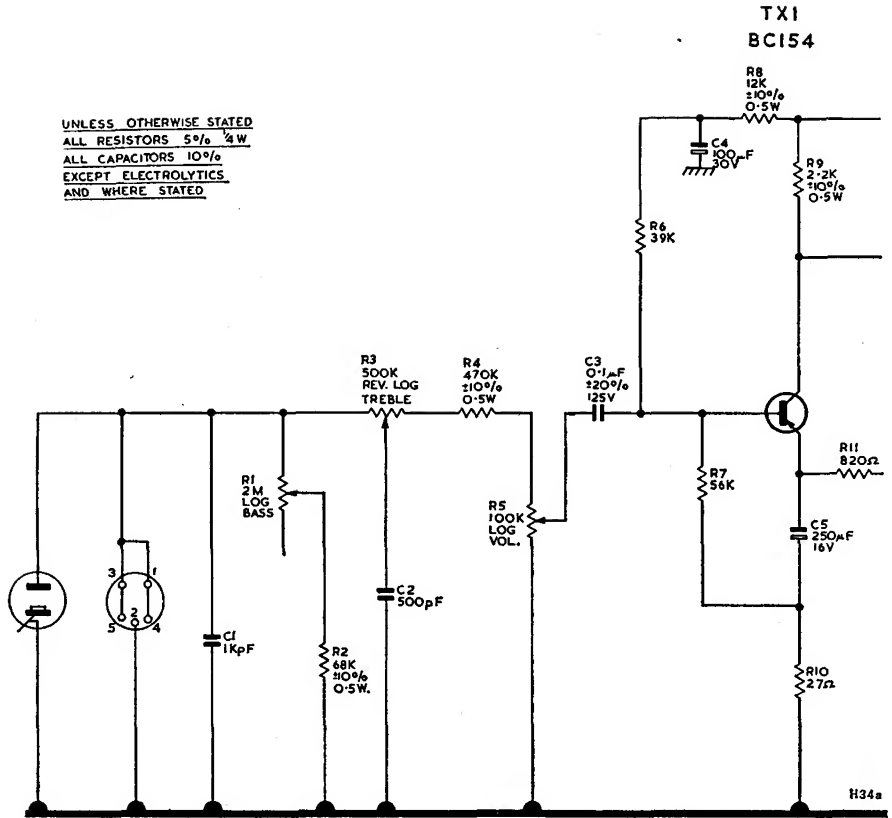 TX1
BC154
UNLESS OTHERWISE STATED
ALL RESISTORS 5% ¼W
ALL CAPACITORS 10%
EXCEPT ELECTROLYTICS
AND WHERE STATED
R8
12K
±10%
0·5W
C4
100µF
30V
R9
2·2K
±10%
0·5W
R6
39K
R3
500K
REV. LOG
TREBLE
R4
470K
±10%
0·5W
C3
0·1µF
±20%
125V
R1
2M
LOG
BASS
R5
100K
LOG
VOL.
R7
56K
R11
820Ω
C5
250µF
16V
3
1
5
2
4
C1
1KpF
R2
68K
±10%
0·5W.
C2
500pF
R10
27Ω
H34a